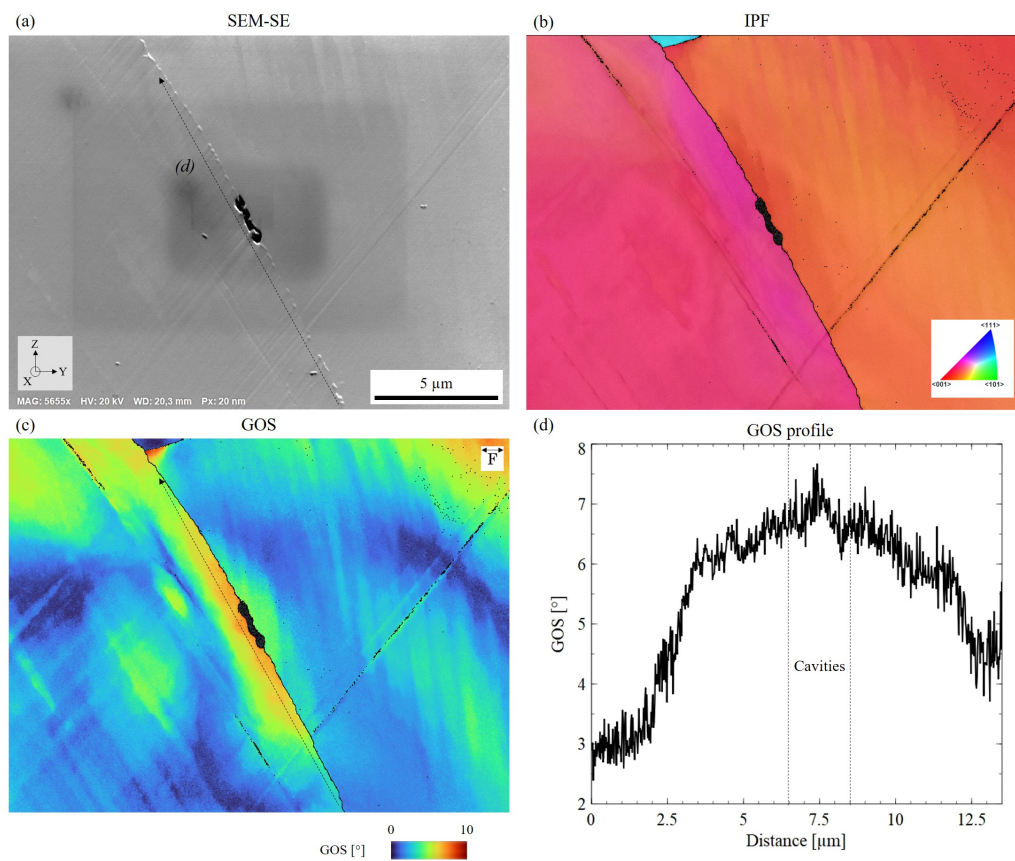 (a) SEM-SE
(d)
Z
X Y
5 µm
MAG: 5655x HV: 20 kV WD: 20,3 mm Px: 20 nm
(b) IPF
<111>
<001> <101>
(c) GOS
F
0 10
GOS [°]
(d) GOS profile
8
7
6
5
4
3
2
GOS [°]
Cavities
0 2.5 5 7.5 10 12.5
Distance [µm]